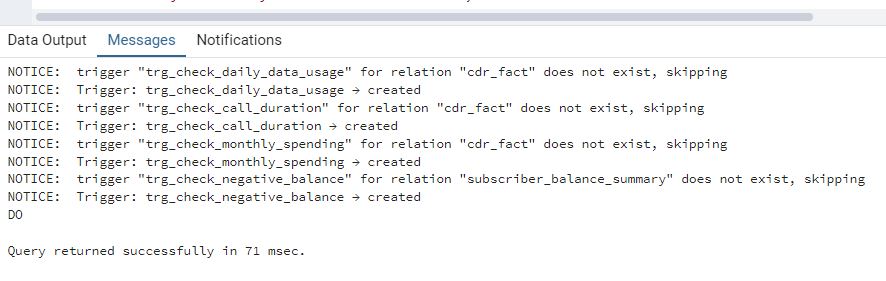 Data Output Messages Notifications
NOTICE:  trigger "trg_check_daily_data_usage" for relation "cdr_fact" does not exist, skipping
NOTICE:  Trigger: trg_check_daily_data_usage → created
NOTICE:  trigger "trg_check_call_duration" for relation "cdr_fact" does not exist, skipping
NOTICE:  Trigger: trg_check_call_duration → created
NOTICE:  trigger "trg_check_monthly_spending" for relation "cdr_fact" does not exist, skipping
NOTICE:  Trigger: trg_check_monthly_spending → created
NOTICE:  trigger "trg_check_negative_balance" for relation "subscriber_balance_summary" does not exist, skipping
NOTICE:  Trigger: trg_check_negative_balance → created
DO
Query returned successfully in 71 msec.